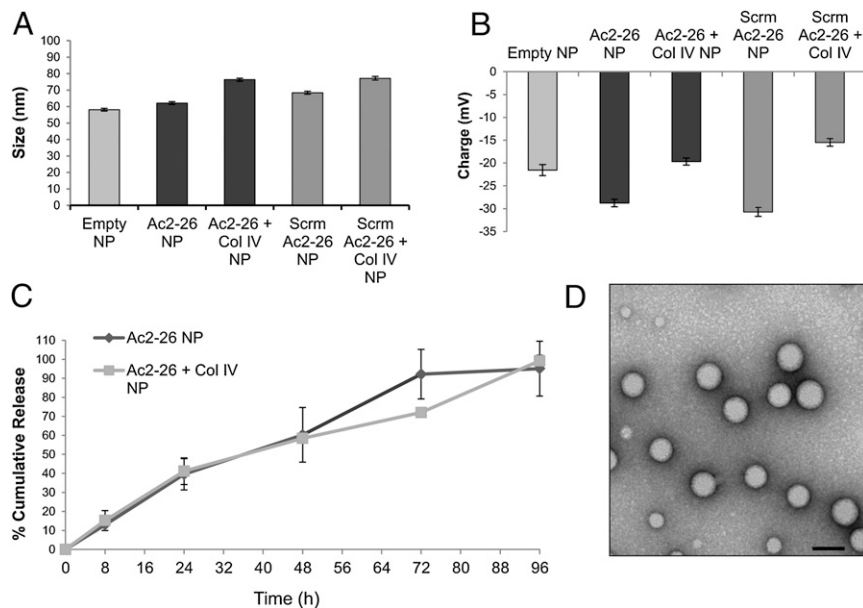 A
Size (nm)
100
90
80
70
60
50
40
30
20
10
0
Empty
NP
Ac2-26
NP
Ac2-26 +
Col IV
NP
Scrm
Ac2-26
NP
Scrm
Ac2-26 +
Col IV
NP
B
Empty NP
Ac2-26
NP
Ac2-26 +
Col IV NP
Scrm
Ac2-26
NP
Scrm
Ac2-26 +
Col IV
Charge (mV)
0
-5
-10
-15
-20
-25
-30
-35
C
% Cumulative Release
110
100
90
80
70
60
50
40
30
20
10
0
Ac2-26 NP
Ac2-26 + Col IV
NP
0 8 16 24 32 40 48 56 64 72 80 88 96
Time (h)
D